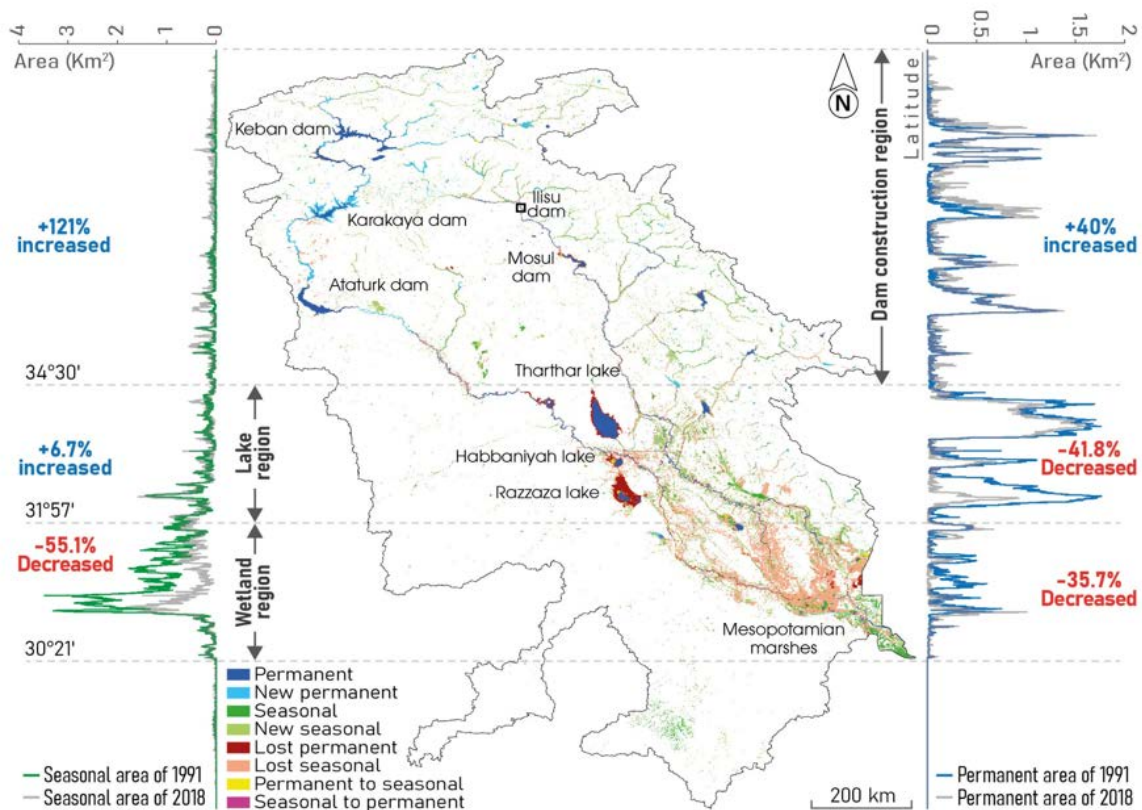 4 3 2 1 0
Area (Km²)
0 0.5 1 1.5 2
Area (Km²)
Latitude
N
Dam construction region
Keban dam
Ilisu
dam
Karakaya dam
Mosul
dam
Ataturk dam
+121%
increased
+40%
increased
34°30'
Tharthar lake
Lake
region
+6.7%
increased
Habbaniyah lake
Razzaza lake
-41.8%
Decreased
31°57'
-55.1%
Decreased
Wetland
region
-35.7%
Decreased
Mesopotamian
marshes
30°21'
Permanent
New permanent
Seasonal
New seasonal
Lost permanent
Lost seasonal
Permanent to seasonal
Seasonal to permanent
Seasonal area of 1991
Seasonal area of 2018
200 km
Permanent area of 1991
Permanent area of 2018